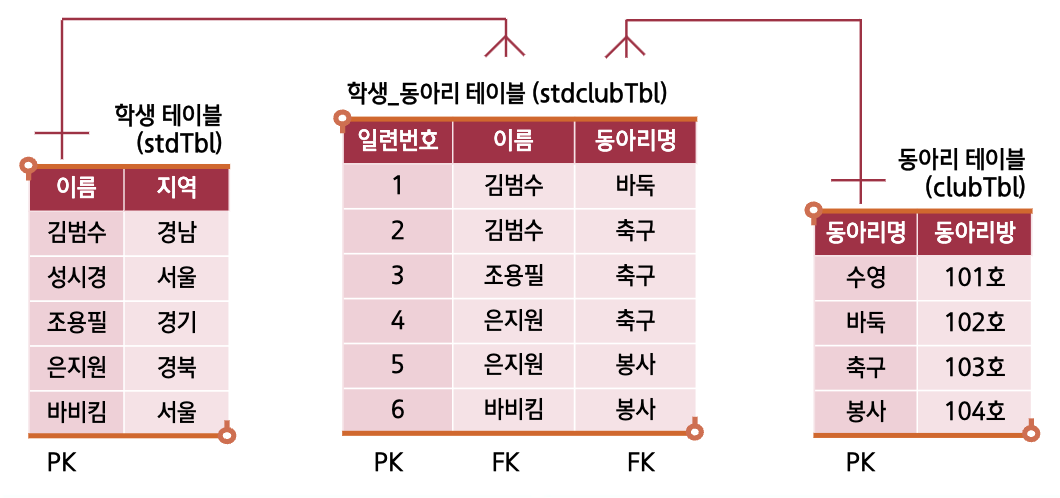 학생_동아리 테이블 (stdclubTbl)
학생 테이블
(stdTbl)
동아리 테이블
(clubTbl)
이름 지역
김범수 경남
성시경 서울
조용필 경기
은지원 경북
바비킴 서울
PK
일련번호 이름 동아리명
1 김범수 바둑
2 김범수 축구
3 조용필 축구
4 은지원 축구
5 은지원 봉사
6 바비킴 봉사
PK FK FK
동아리명 동아리방
수영 101호
바둑 102호
축구 103호
봉사 104호
PK